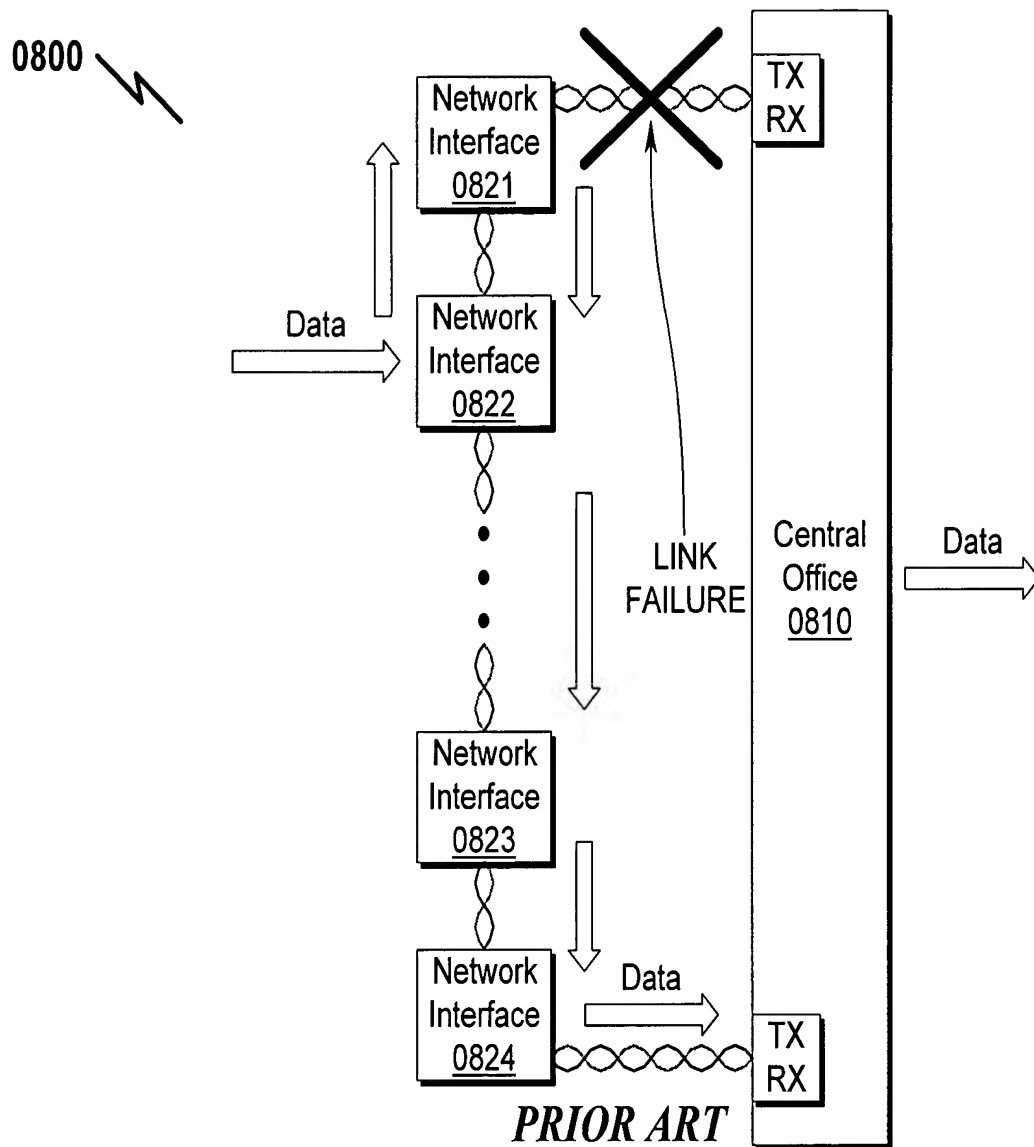 0800
Network
Interface
0821
TX
RX
Data
Network
Interface
0822
LINK
FAILURE
Central
Office
0810
Data
Network
Interface
0823
Network
Interface
0824
Data
TX
RX
PRIOR ART